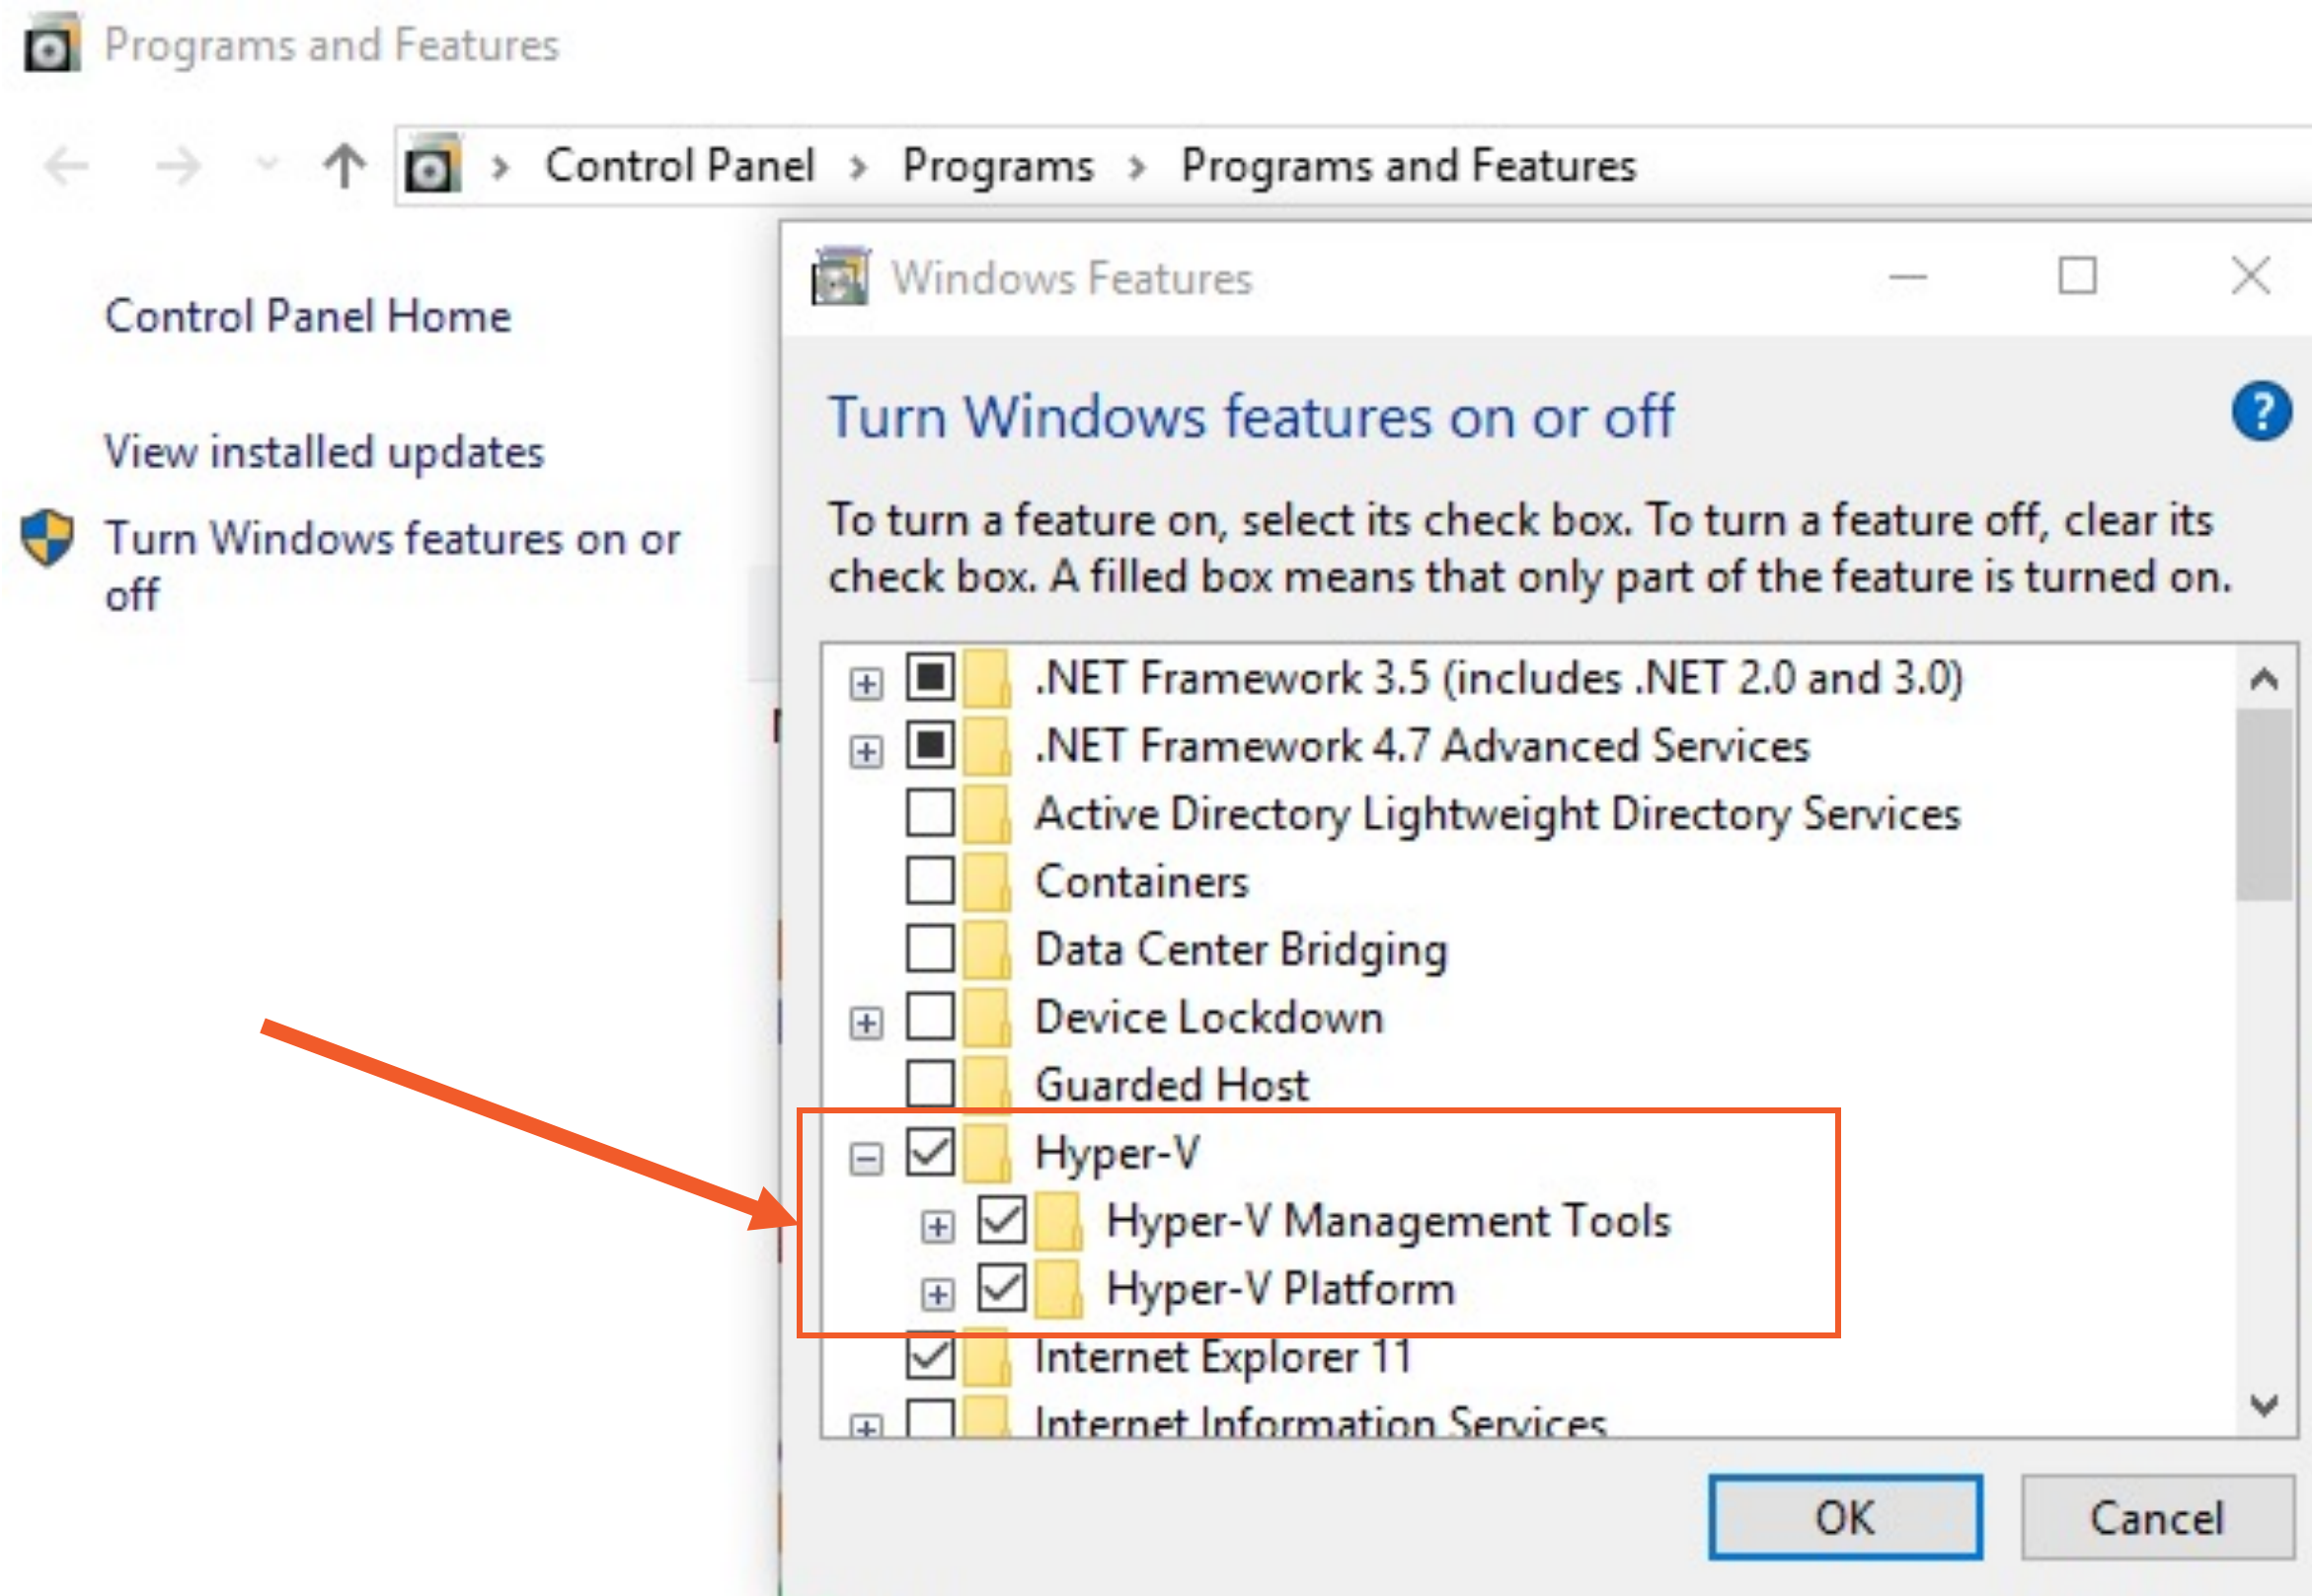 Programs and Features
Control Panel > Programs > Programs and Features
Control Panel Home
View installed updates
Turn Windows features on or
off
Windows Features
Turn Windows features on or off
?
To turn a feature on, select its check box. To turn a feature off, clear its
check box. A filled box means that only part of the feature is turned on.
.NET Framework 3.5 (includes .NET 2.0 and 3.0)
.NET Framework 4.7 Advanced Services
Active Directory Lightweight Directory Services
Containers
Data Center Bridging
Device Lockdown
Guarded Host
Hyper-V
Hyper-V Management Tools
Hyper-V Platform
Internet Explorer 11
Internet Information Services
OK
Cancel